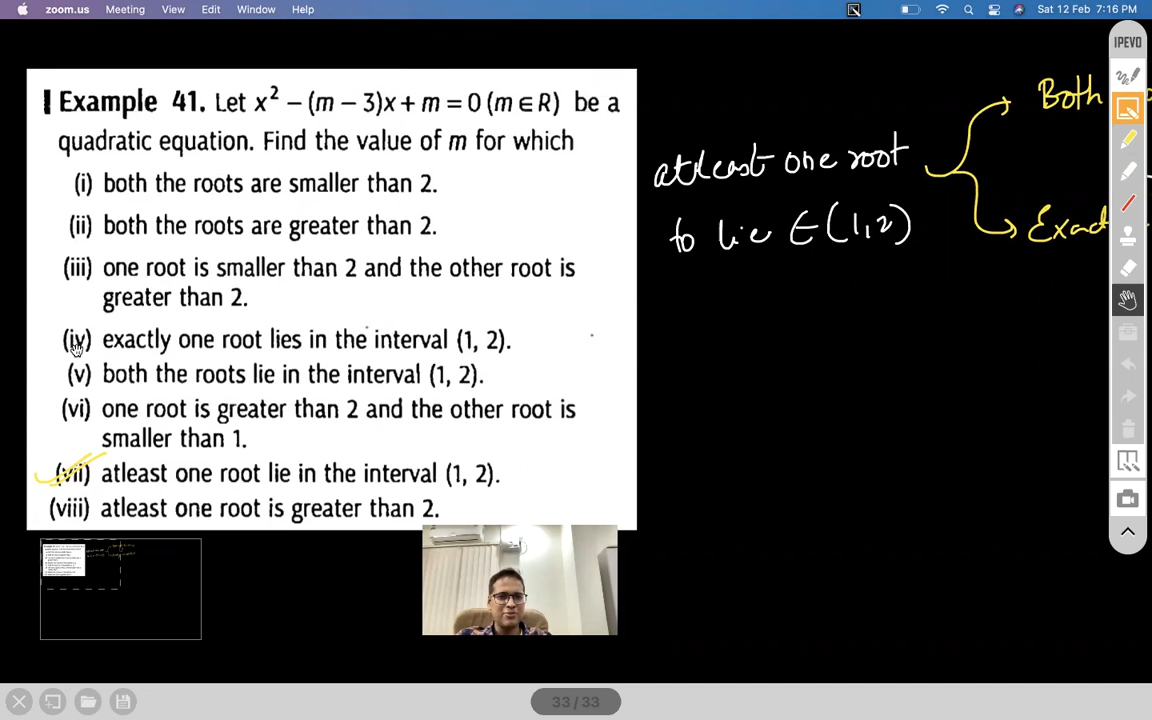 zoom.us Meeting View Edit Window Help Sat 12 Feb 7:16 PM
IPEVO
Example 41. Let x² – (m – 3)x + m = 0 (m ∈ R) be a
quadratic equation. Find the value of m for which
(i) both the roots are smaller than 2.
(ii) both the roots are greater than 2.
(iii) one root is smaller than 2 and the other root is
greater than 2.
(iv) exactly one root lies in the interval (1, 2).
(v) both the roots lie in the interval (1, 2).
(vi) one root is greater than 2 and the other root is
smaller than 1.
(vii) atleast one root lie in the interval (1, 2).
(viii) atleast one root is greater than 2.
atleast one root
to lie ∈ (1,2)
Both
Exact
33 / 33